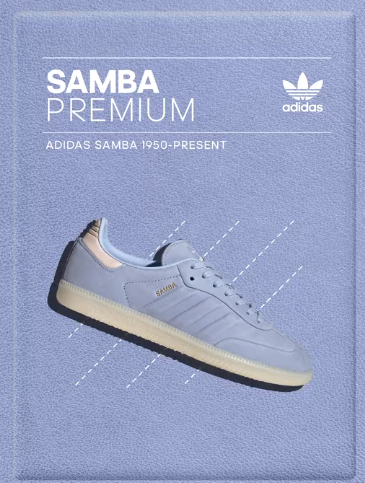 SAMBA
PREMIUM
adidas
ADIDAS SAMBA 1950-PRESENT
SAMBA